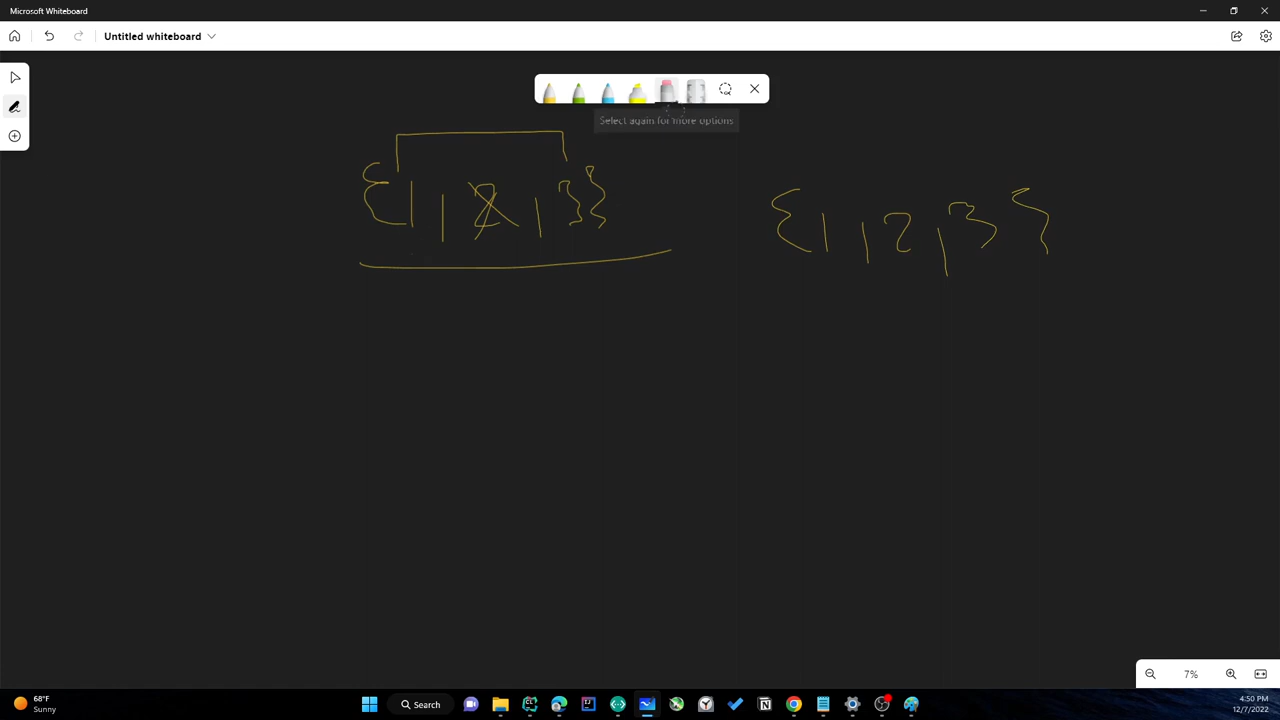 Microsoft Whiteboard
Untitled whiteboard
Select again for more options
{1,2,3}
{1,2,3}
7%
68°F
Sunny
Search
4:50 PM
12/7/2022